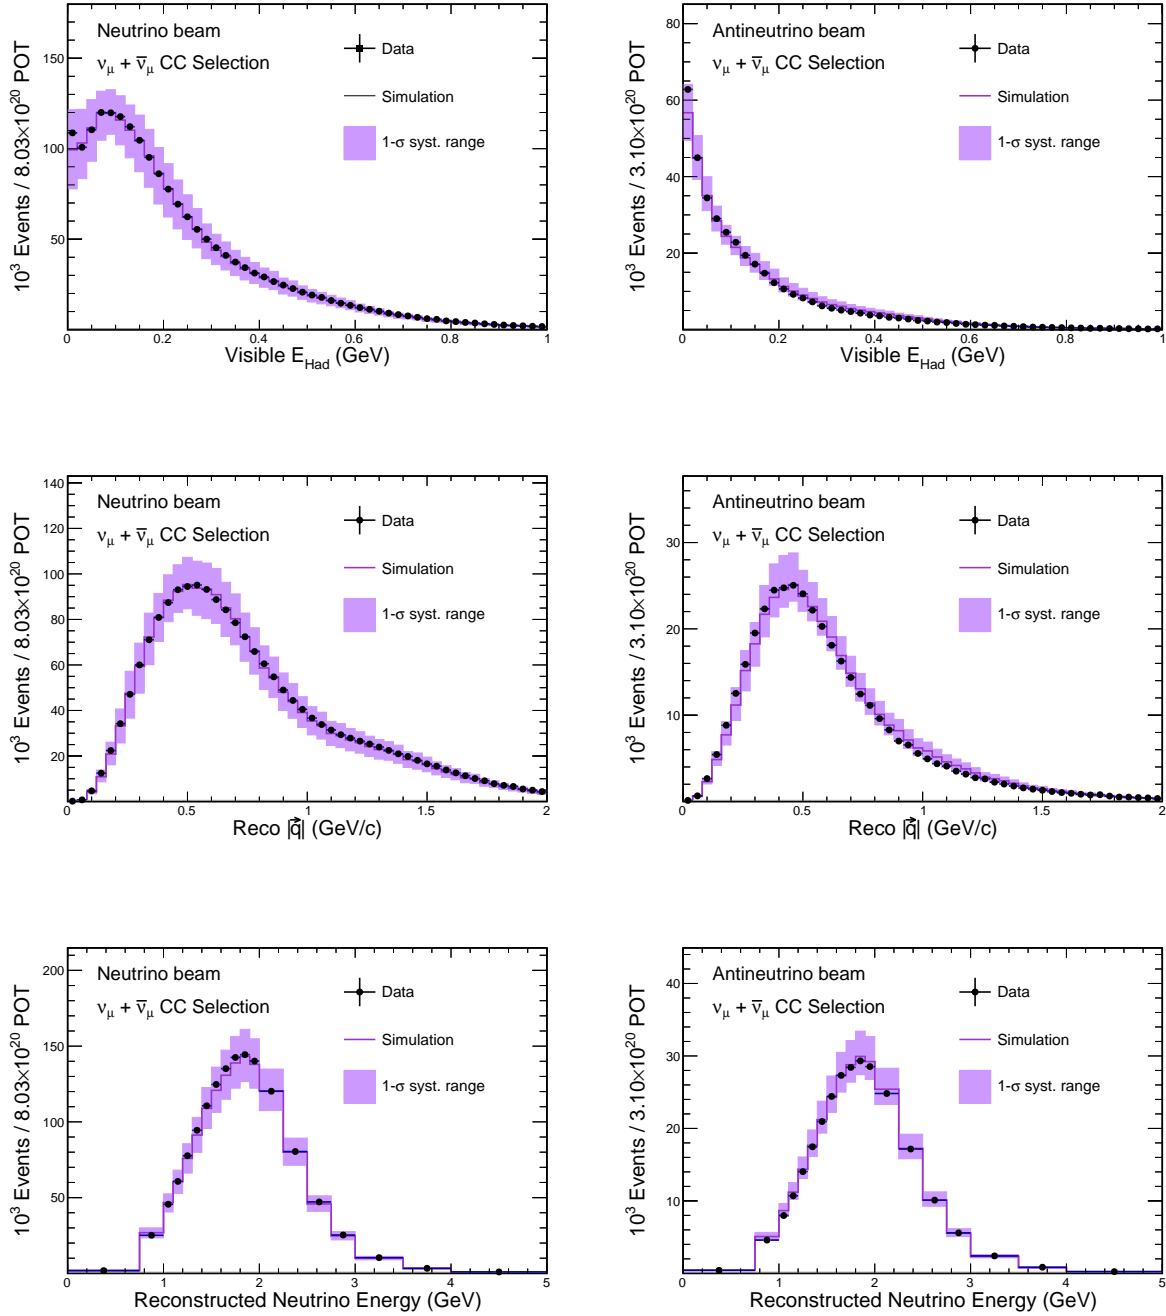 Neutrino beam
νμ + ν̄μ CC Selection
Data
Simulation
1-σ syst. range
10³ Events / 8.03×10²⁰ POT
150
100
50
0 0.2 0.4 0.6 0.8 1
Visible E_Had (GeV)
Antineutrino beam
νμ + ν̄μ CC Selection
Data
Simulation
1-σ syst. range
10³ Events / 3.10×10²⁰ POT
80
60
40
20
0 0.2 0.4 0.6 0.8 1
Visible E_Had (GeV)
Neutrino beam
νμ + ν̄μ CC Selection
Data
Simulation
1-σ syst. range
10³ Events / 8.03×10²⁰ POT
140
120
100
80
60
40
20
0 0.5 1 1.5 2
Reco |q⃗| (GeV/c)
Antineutrino beam
νμ + ν̄μ CC Selection
Data
Simulation
1-σ syst. range
10³ Events / 3.10×10²⁰ POT
30
20
10
0 0.5 1 1.5 2
Reco |q⃗| (GeV/c)
Neutrino beam
νμ + ν̄μ CC Selection
Data
Simulation
1-σ syst. range
10³ Events / 8.03×10²⁰ POT
200
150
100
50
0 1 2 3 4 5
Reconstructed Neutrino Energy (GeV)
Antineutrino beam
νμ + ν̄μ CC Selection
Data
Simulation
1-σ syst. range
10³ Events / 3.10×10²⁰ POT
40
30
20
10
0 1 2 3 4 5
Reconstructed Neutrino Energy (GeV)